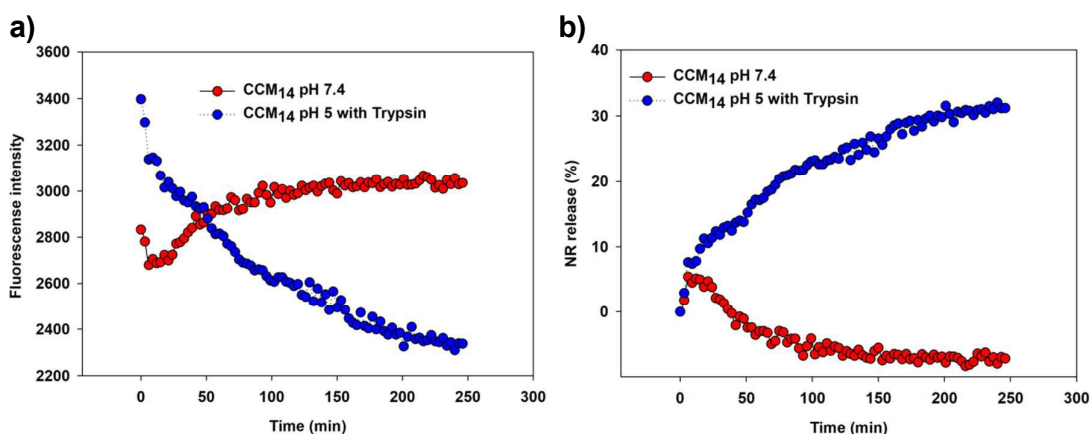 a)
3600
3400
3200
3000
2800
2600
2400
2200
Fluorescense intensity
CCM14 pH 7.4
CCM14 pH 5 with Trypsin
0 50 100 150 200 250 300
Time (min)
b)
40
30
20
10
0
NR release (%)
CCM14 pH 7.4
CCM14 pH 5 with Trypsin
0 50 100 150 200 250 300
Time (min)